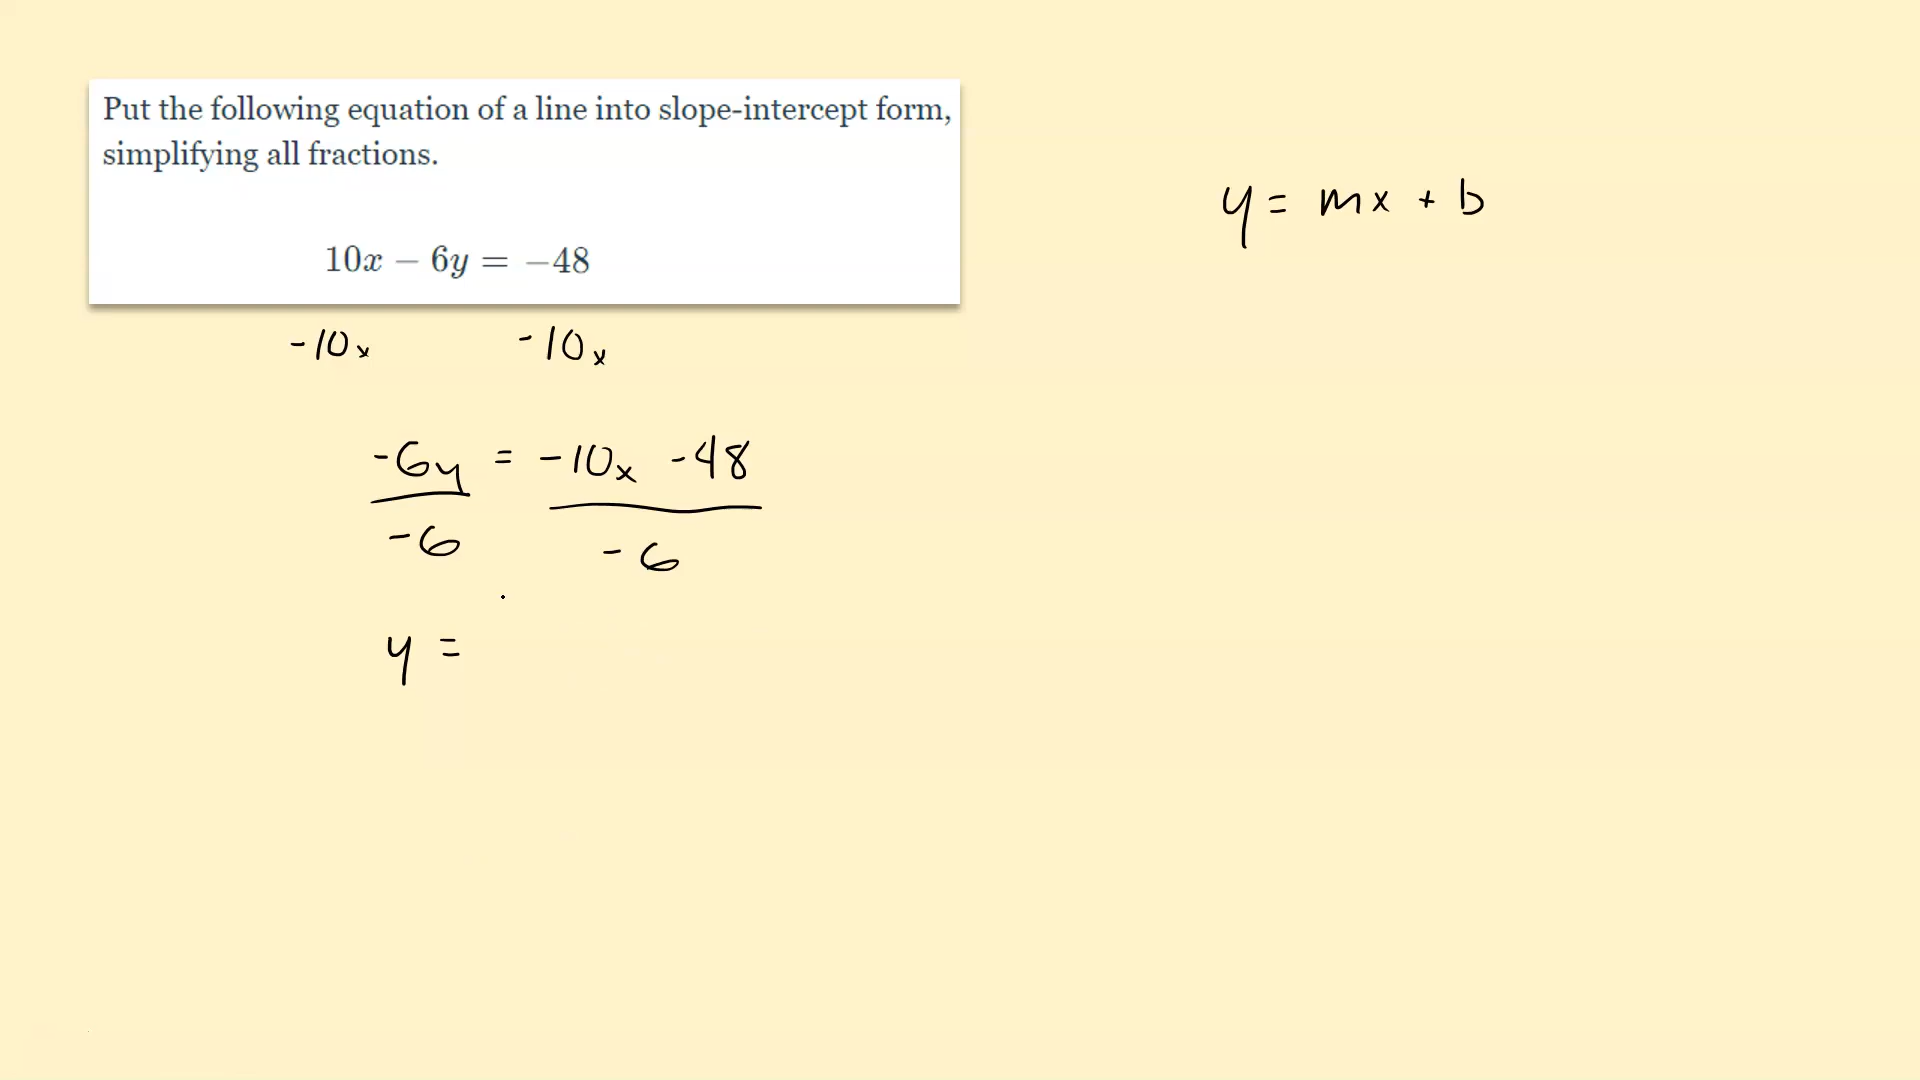 Put the following equation of a line into slope-intercept form,
simplifying all fractions.
10x − 6y = −48
y = mx + b
-10x -10x
-6y = -10x -48
-6 -6
y =